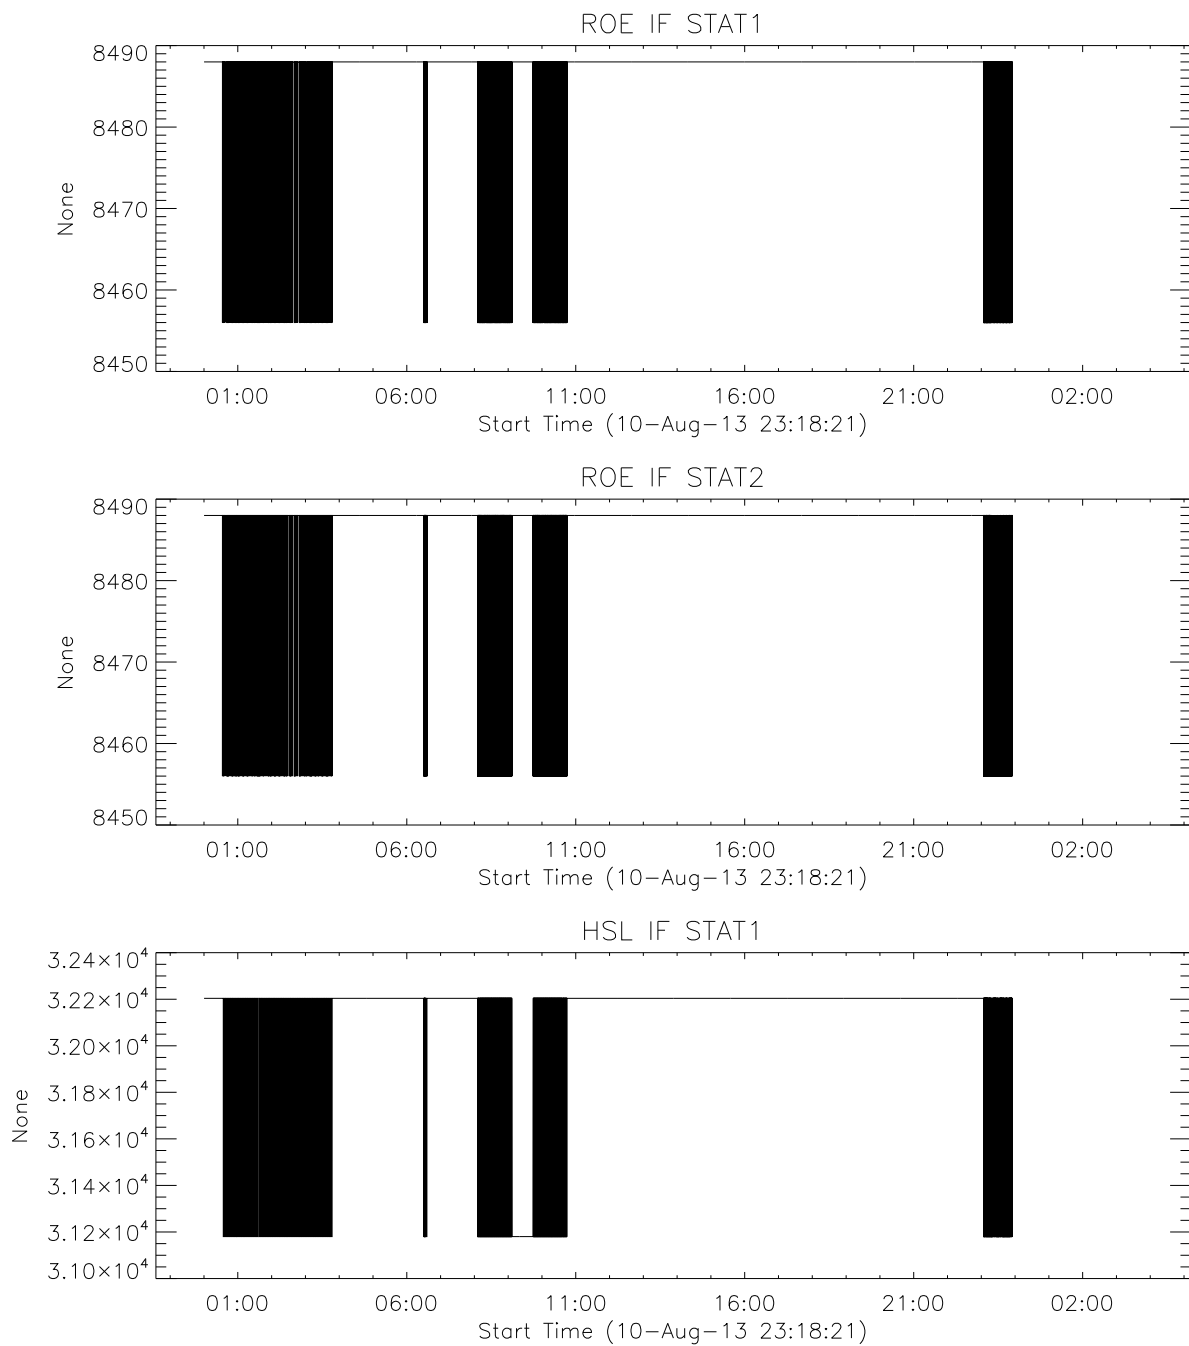 ROE IF STAT1
8490
8480
8470
8460
8450
None
01:00 06:00 11:00 16:00 21:00 02:00
Start Time (10-Aug-13 23:18:21)
ROE IF STAT2
8490
8480
8470
8460
8450
None
01:00 06:00 11:00 16:00 21:00 02:00
Start Time (10-Aug-13 23:18:21)
HSL IF STAT1
3.24×10⁴
3.22×10⁴
3.20×10⁴
3.18×10⁴
3.16×10⁴
3.14×10⁴
3.12×10⁴
3.10×10⁴
None
01:00 06:00 11:00 16:00 21:00 02:00
Start Time (10-Aug-13 23:18:21)